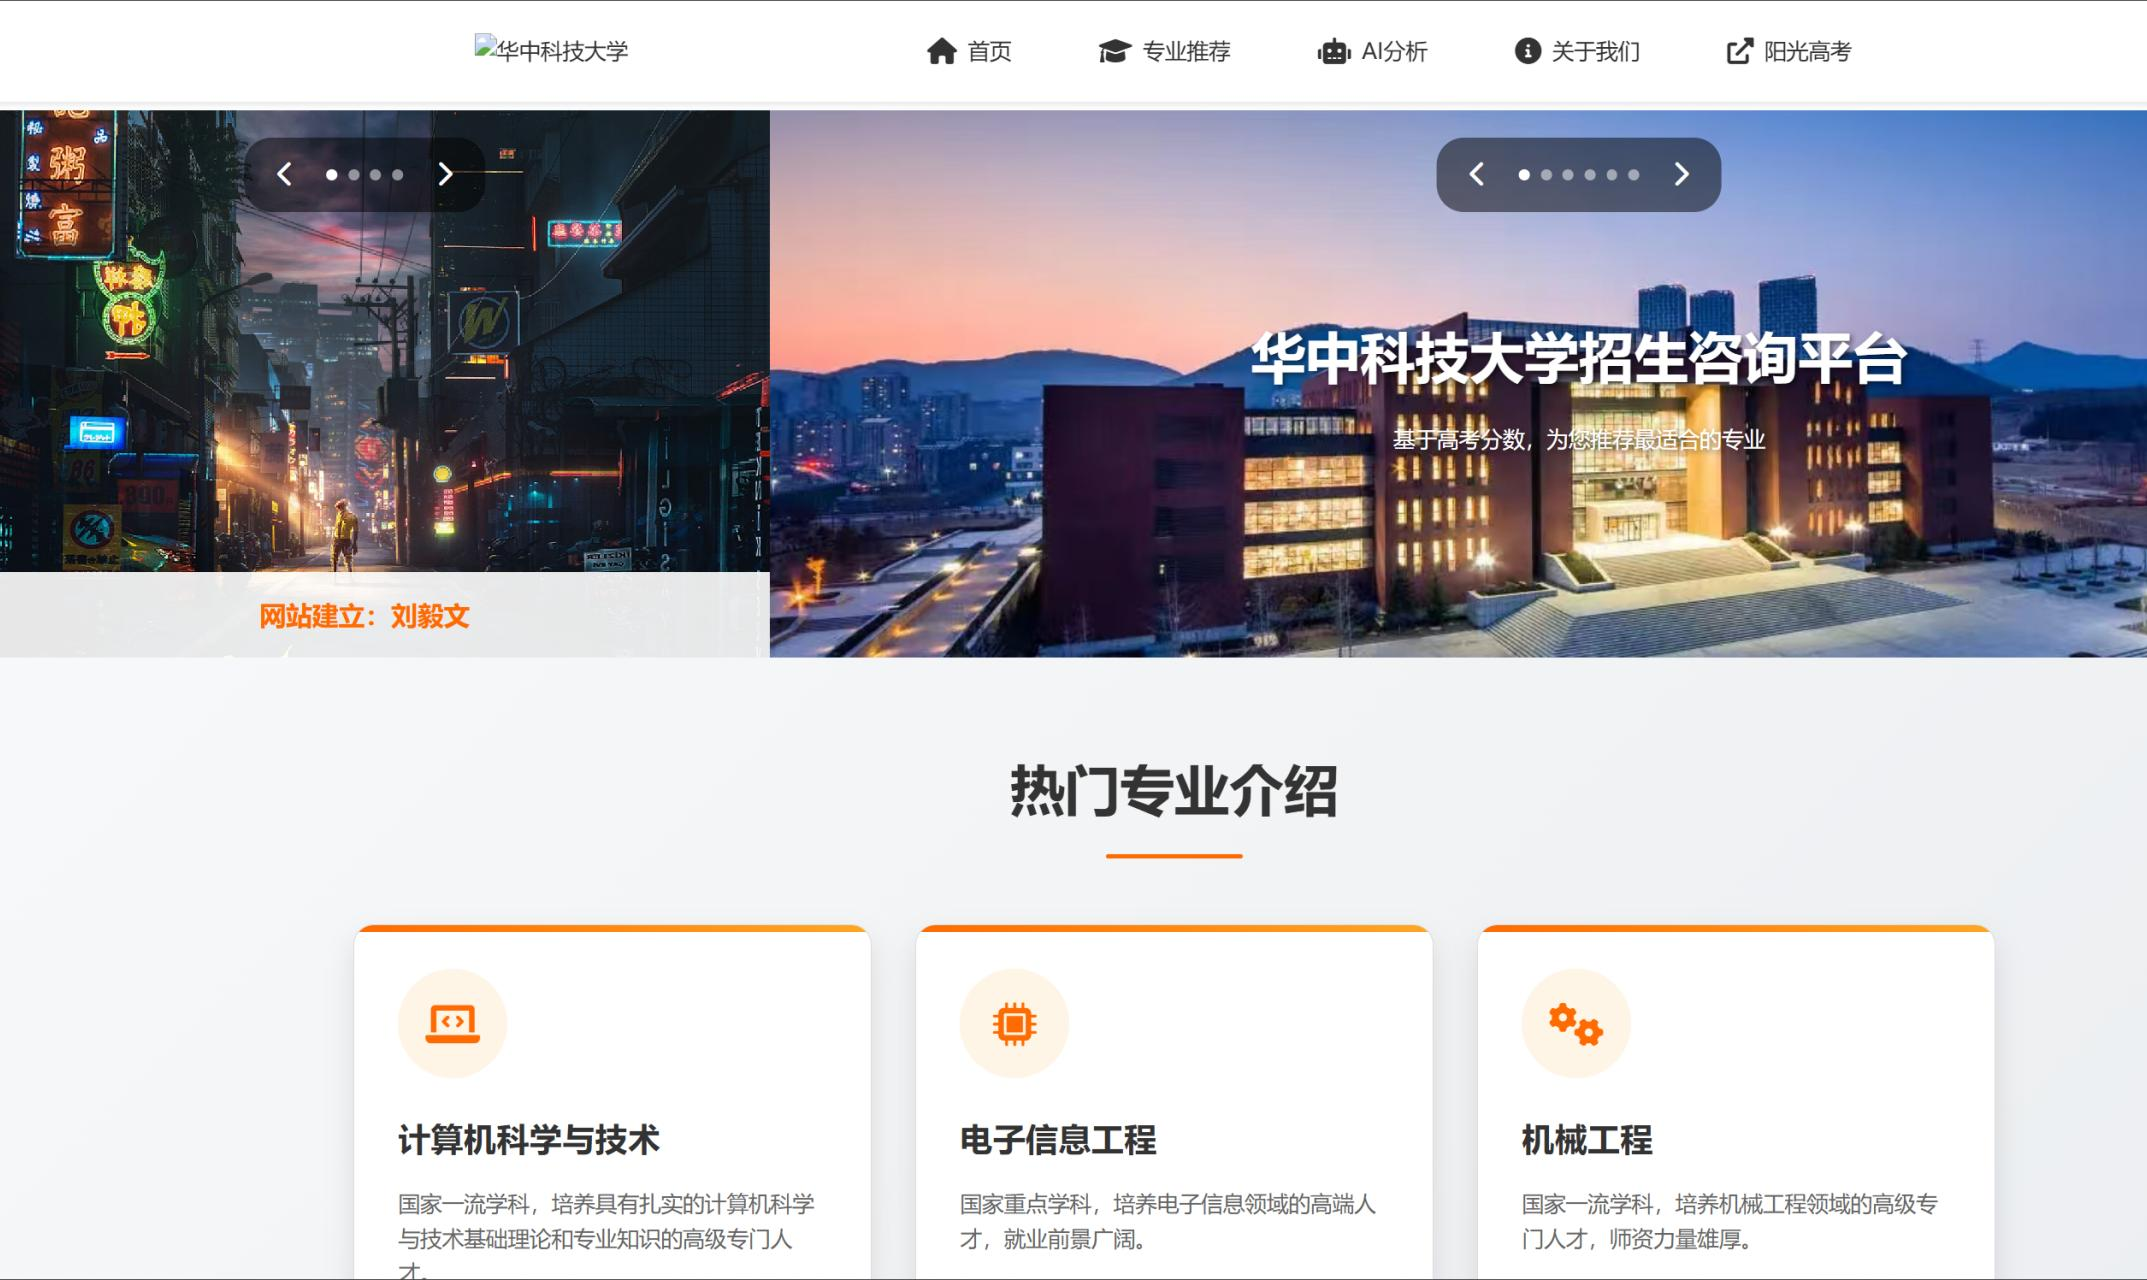 华中科技大学
首页
专业推荐
AI分析
关于我们
阳光高考
粥
富
W
华中科技大学招生咨询平台
基于高考分数，为您推荐最适合的专业
网站建立：刘毅文
热门专业介绍
计算机科学与技术
国家一流学科，培养具有扎实的计算机科学
与技术基础理论和专业知识的高级专门人
才。
电子信息工程
国家重点学科，培养电子信息领域的高端人
才，就业前景广阔。
机械工程
国家一流学科，培养机械工程领域的高级专
门人才，师资力量雄厚。